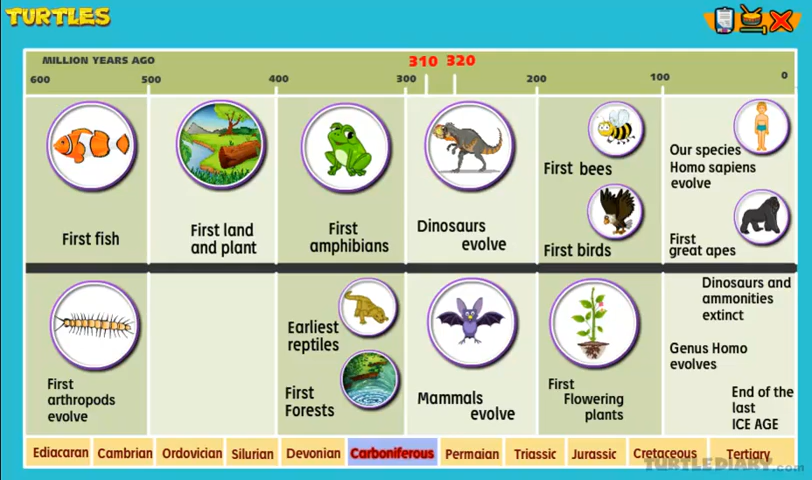 TURTLES
MILLION YEARS AGO
310 320
600 500 400 300 200 100 0
First fish
First land
and plant
First
amphibians
Dinosaurs
evolve
First bees
First birds
Our species
Homo sapiens
evolve
First
great apes
First
arthropods
evolve
Earliest
reptiles
First
Forests
Mammals
evolve
First
Flowering
plants
Dinosaurs and
ammonities
extinct
Genus Homo
evolves
End of the
last
ICE AGE
Ediacaran Cambrian Ordovician Silurian Devonian Carboniferous Permaian Triassic Jurassic Cretaceous Tertiary
TURTLEDIARY.com